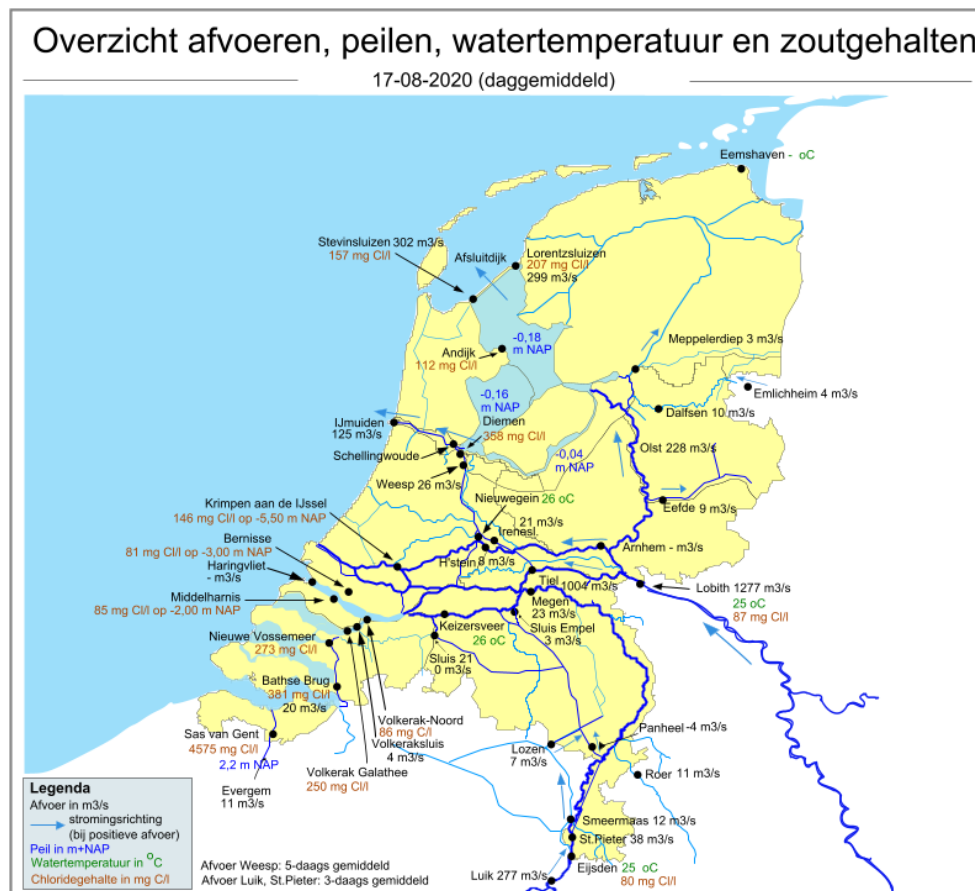 Overzicht afvoeren, peilen, watertemperatuur en zoutgehalten
17-08-2020 (daggemiddeld)
Eemshaven - oC
Stevinsluizen 302 m3/s
157 mg Cl/l
Afsluitdijk
Lorentzsluizen
207 mg Cl/l
299 m3/s
-0,18
m NAP
Andijk
112 mg Cl/l
Meppelerdiep 3 m3/s
Emlichheim 4 m3/s
-0,16
m NAP
Dalfsen 10 m3/s
IJmuiden
125 m3/s
Diemen
358 mg Cl/l
Schellingwoude
Olst 228 m3/s
-0,04
m NAP
Weesp 26 m3/s
Eefde 9 m3/s
Krimpen aan de IJssel
146 mg Cl/l op -5,50 m NAP
Nieuwegein 26 oC
21 m3/s
Irenesl.
Bernisse
81 mg Cl/l op -3,00 m NAP
Arnhem - m3/s
H'stein 8 m3/s
Haringvliet
- m3/s
Tiel 1004 m3/s
Lobith 1277 m3/s
25 oC
87 mg Cl/l
Middelharnis
85 mg Cl/l op -2,00 m NAP
Megen
23 m3/s
Keizersveer
26 oC
Sluis Empel
3 m3/s
Nieuwe Vossemeer
273 mg Cl/l
Sluis 21
0 m3/s
Bathse Brug
381 mg Cl/l
20 m3/s
Volkerak-Noord
86 mg C/l
Volkeraksluis
4 m3/s
Panheel -4 m3/s
Sas van Gent
4575 mg Cl/l
2,2 m NAP
Lozen
7 m3/s
Volkerak Galathee
250 mg Cl/l
Roer 11 m3/s
Evergem
11 m3/s
Smeermaas 12 m3/s
St.Pieter 38 m3/s
Eijsden 25 oC
80 mg Cl/l
Luik 277 m3/s
Legenda
Afvoer in m3/s
stromingsrichting
(bij positieve afvoer)
Peil in m+NAP
Watertemperatuur in °C
Chloridegehalte in mg C/l
Afvoer Weesp: 5-daags gemiddeld
Afvoer Luik, St.Pieter: 3-daags gemiddeld